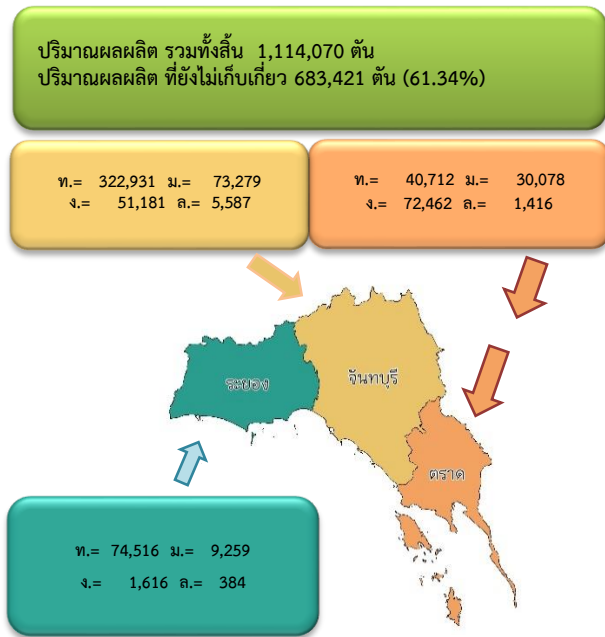 ปริมาณผลผลิต รวมทั้งสิ้น 1,114,070 ตัน
ปริมาณผลผลิต ที่ยังไม่เก็บเกี่ยว 683,421 ตัน (61.34%)
ท.= 322,931 ม.= 73,279
ง.= 51,181 ล.= 5,587
ท.= 40,712 ม.= 30,078
ง.= 72,462 ล.= 1,416
ระยอง
จันทบุรี
ตราด
ท.= 74,516 ม.= 9,259
ง.= 1,616 ล.= 384